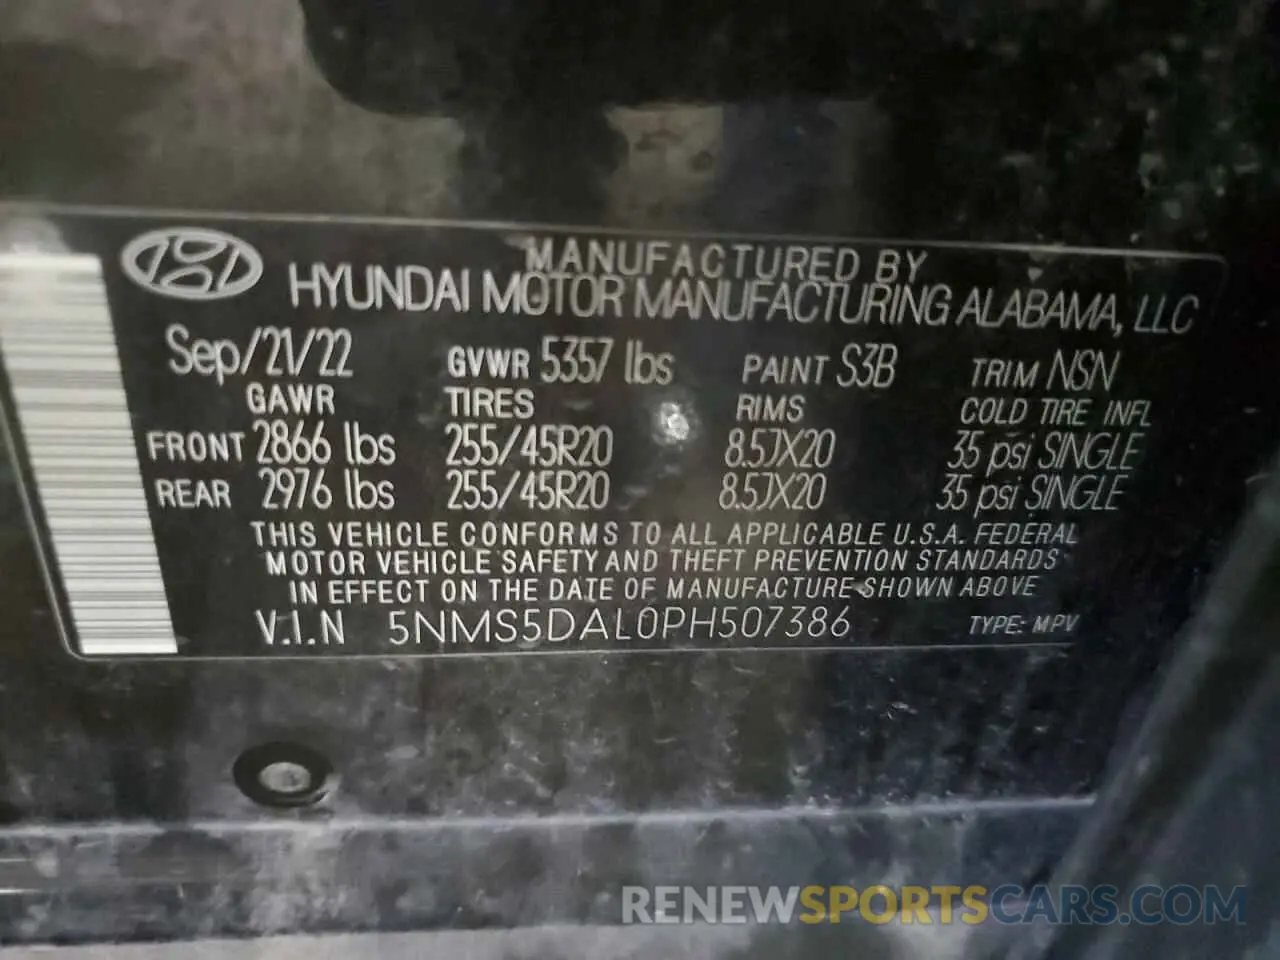 MANUFACTURED BY
HYUNDAI MOTOR MANUFACTURING ALABAMA, LLC
Sep/21/22 GVWR 5357 lbs PAINT S3B TRIM NSN
GAWR TIRES RIMS COLD TIRE INFL
FRONT 2866 lbs 255/45R20 8.5JX20 35 psi SINGLE
REAR 2976 lbs 255/45R20 8.5JX20 35 psi SINGLE
THIS VEHICLE CONFORMS TO ALL APPLICABLE U.S.A. FEDERAL
MOTOR VEHICLE SAFETY AND THEFT PREVENTION STANDARDS
IN EFFECT ON THE DATE OF MANUFACTURE SHOWN ABOVE
V.I.N 5NMS5DAL0PH507386 TYPE: MPV
RENEWSPORTSCARS.COM